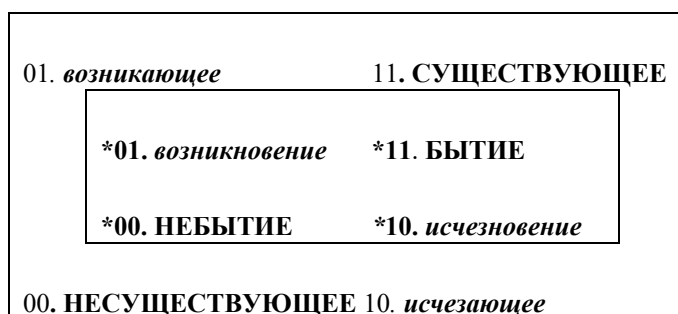 01. возникающее 11. СУЩЕСТВУЮЩЕЕ
*01. возникновение *11. БЫТИЕ
*00. НЕБЫТИЕ *10. исчезновение
00. НЕСУЩЕСТВУЮЩЕЕ 10. исчезающее